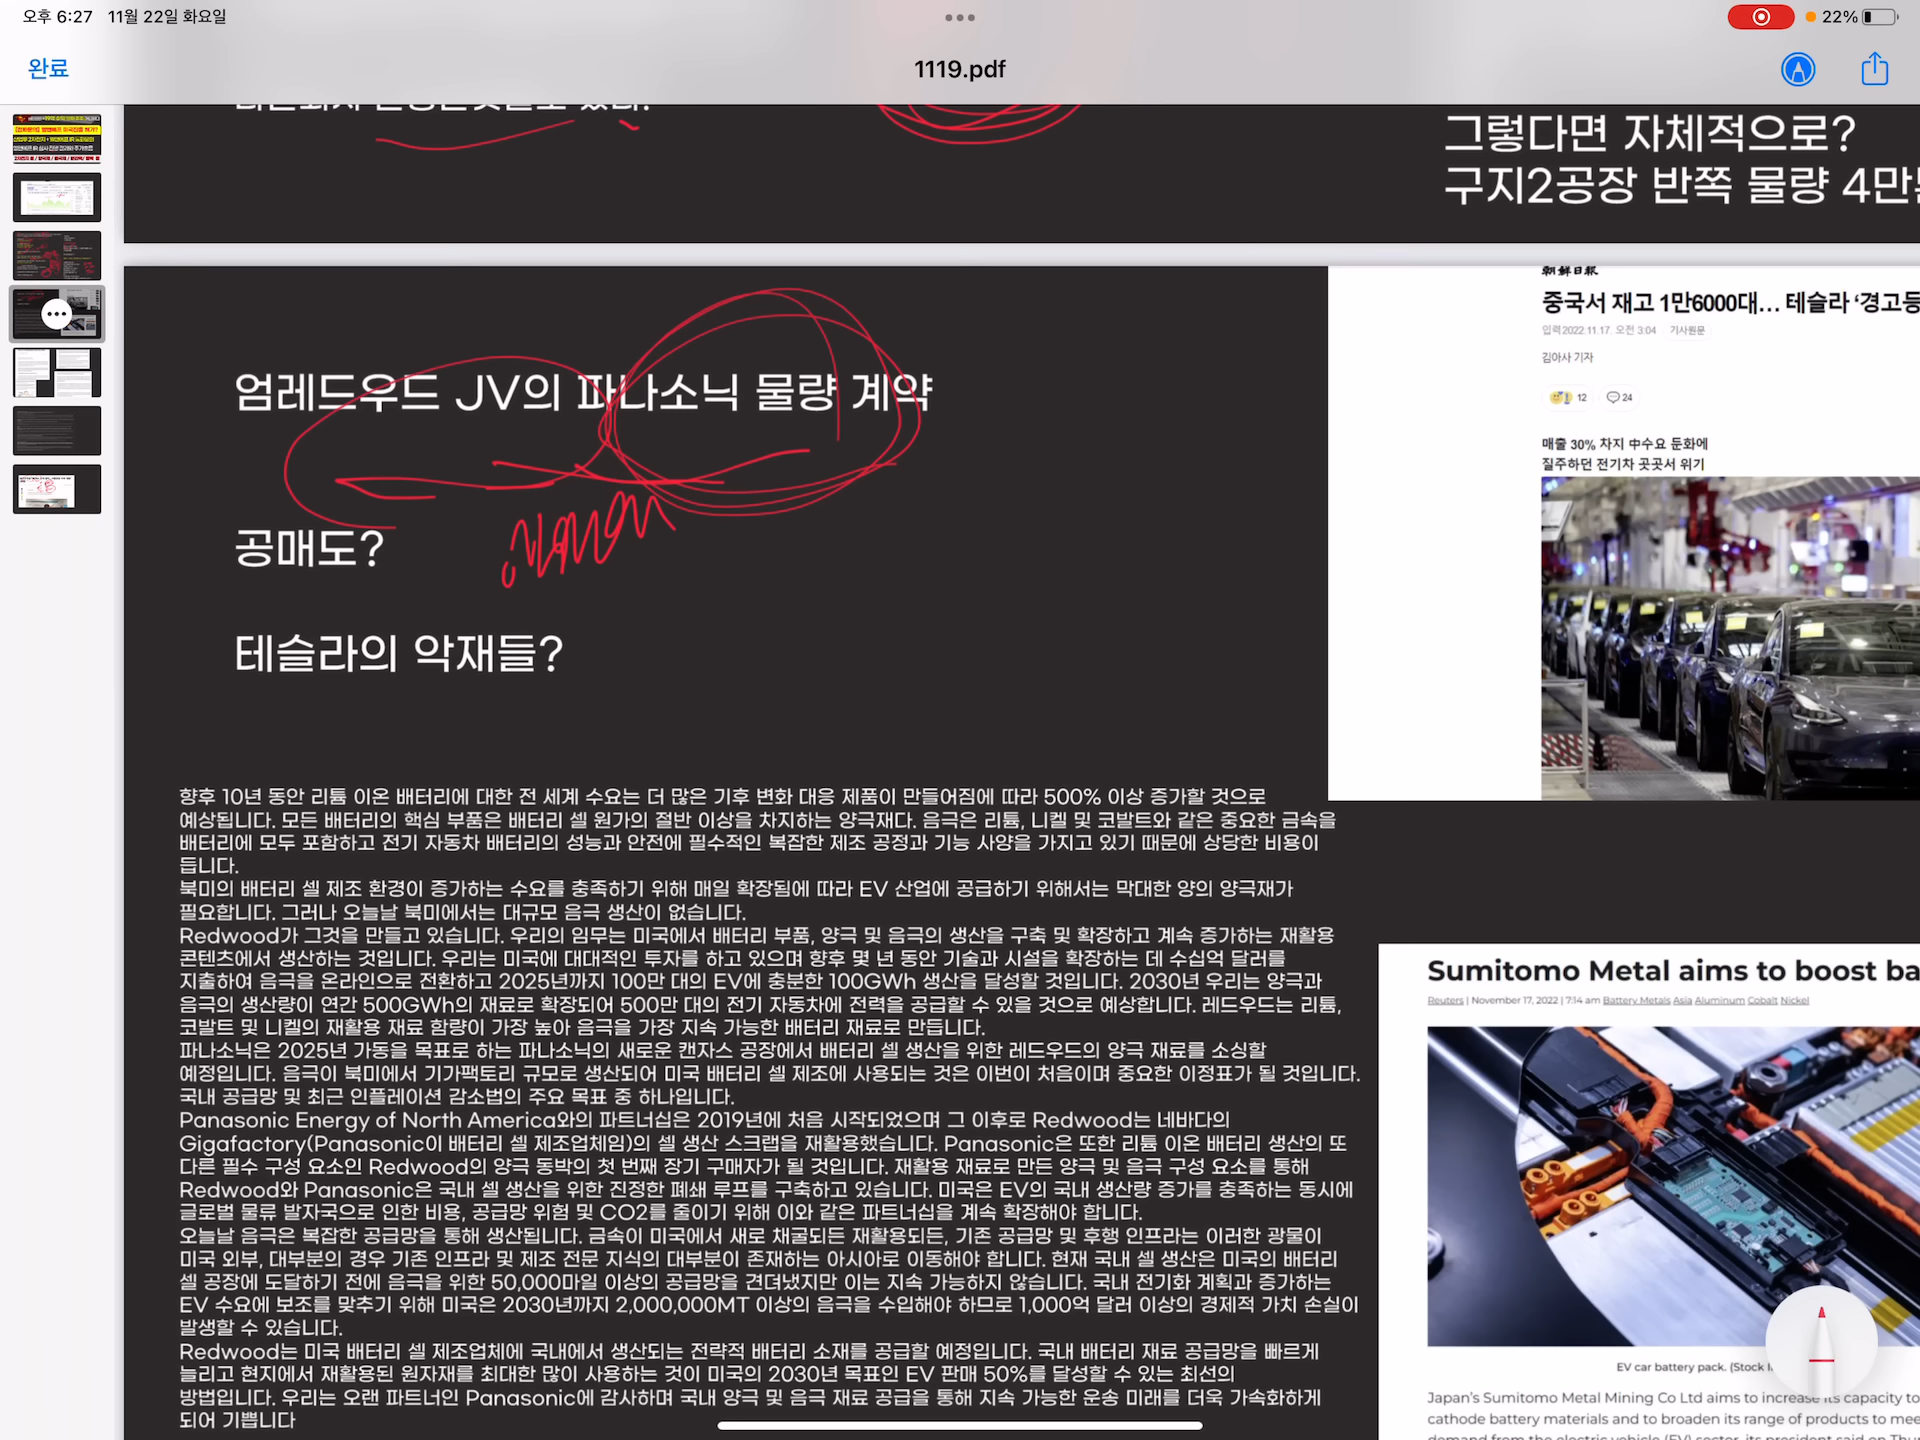 오후 6:27 11월 22일 화요일
22%
완료
1119.pdf
그렇다면 자체적으로?
구지2공장 반쪽 물량 4만
엄레드우드 JV의 파나소닉 물량 계약
공매도?
테슬라의 악재들?
朝鮮日報
중국서 재고 1만6000대... 테슬라 ‘경고등
입력2022.11.17. 오전 3:04 기사원문
김아사 기자
12 24
매출 30% 차지 中수요 둔화에
질주하던 전기차 곳곳서 위기
향후 10년 동안 리튬 이온 배터리에 대한 전 세계 수요는 더 많은 기후 변화 대응 제품이 만들어짐에 따라 500% 이상 증가할 것으로
예상됩니다. 모든 배터리의 핵심 부품은 배터리 셀 원가의 절반 이상을 차지하는 양극재다. 음극은 리튬, 니켈 및 코발트와 같은 중요한 금속을
배터리에 모두 포함하고 전기 자동차 배터리의 성능과 안전에 필수적인 복잡한 제조 공정과 기능 사양을 가지고 있기 때문에 상당한 비용이
듭니다.
북미의 배터리 셀 제조 환경이 증가하는 수요를 충족하기 위해 매일 확장됨에 따라 EV 산업에 공급하기 위해서는 막대한 양의 양극재가
필요합니다. 그러나 오늘날 북미에서는 대규모 음극 생산이 없습니다.
Redwood가 그것을 만들고 있습니다. 우리의 임무는 미국에서 배터리 부품, 양극 및 음극의 생산을 구축 및 확장하고 계속 증가하는 재활용
콘텐츠에서 생산하는 것입니다. 우리는 미국에 대대적인 투자를 하고 있으며 향후 몇 년 동안 기술과 시설을 확장하는 데 수십억 달러를
지출하여 음극을 온라인으로 전환하고 2025년까지 100만 대의 EV에 충분한 100GWh 생산을 달성할 것입니다. 2030년 우리는 양극과
음극의 생산량이 연간 500GWh의 재료로 확장되어 500만 대의 전기 자동차에 전력을 공급할 수 있을 것으로 예상합니다. 레드우드는 리튬,
코발트 및 니켈의 재활용 재료 함량이 가장 높아 음극을 가장 지속 가능한 배터리 재료로 만듭니다.
파나소닉은 2025년 가동을 목표로 하는 파나소닉의 새로운 캔자스 공장에서 배터리 셀 생산을 위한 레드우드의 양극 재료를 소싱할
예정입니다. 음극이 북미에서 기가팩토리 규모로 생산되어 미국 배터리 셀 제조에 사용되는 것은 이번이 처음이며 중요한 이정표가 될 것입니다.
국내 공급망 및 최근 인플레이션 감소법의 주요 목표 중 하나입니다.
Panasonic Energy of North America와의 파트너십은 2019년에 처음 시작되었으며 그 이후로 Redwood는 네바다의
Gigafactory(Panasonic이 배터리 셀 제조업체임)의 셀 생산 스크랩을 재활용했습니다. Panasonic은 또한 리튬 이온 배터리 생산의 또
다른 필수 구성 요소인 Redwood의 양극 동박의 첫 번째 장기 구매자가 될 것입니다. 재활용 재료로 만든 양극 및 음극 구성 요소를 통해
Redwood와 Panasonic은 국내 셀 생산을 위한 진정한 폐쇄 루프를 구축하고 있습니다. 미국은 EV의 국내 생산량 증가를 충족하는 동시에
글로벌 물류 발자국으로 인한 비용, 공급망 위험 및 CO2를 줄이기 위해 이와 같은 파트너십을 계속 확장해야 합니다.
오늘날 음극은 복잡한 공급망을 통해 생산됩니다. 금속이 미국에서 새로 채굴되든 재활용되든, 기존 공급망 및 후행 인프라는 이러한 광물이
미국 외부, 대부분의 경우 기존 인프라 및 제조 전문 지식의 대부분이 존재하는 아시아로 이동해야 합니다. 현재 국내 셀 생산은 미국의 배터리
셀 공장에 도달하기 전에 음극을 위한 50,000마일 이상의 공급망을 견뎌냈지만 이는 지속 가능하지 않습니다. 국내 전기화 계획과 증가하는
EV 수요에 보조를 맞추기 위해 미국은 2030년까지 2,000,000MT 이상의 음극을 수입해야 하므로 1,000억 달러 이상의 경제적 가치 손실이
발생할 수 있습니다.
Redwood는 미국 배터리 셀 제조업체에 국내에서 생산되는 전략적 배터리 소재를 공급할 예정입니다. 국내 배터리 재료 공급망을 빠르게
늘리고 현지에서 재활용된 원자재를 최대한 많이 사용하는 것이 미국의 2030년 목표인 EV 판매 50%를 달성할 수 있는 최선의
방법입니다. 우리는 오랜 파트너인 Panasonic에 감사하며 국내 양극 및 음극 재료 공급을 통해 지속 가능한 운송 미래를 더욱 가속화하게
되어 기쁩니다
Sumitomo Metal aims to boost ba
Reuters | November 17, 2022 | 7:14 am Battery Metals Asia Aluminum Cobalt Nickel
EV car battery pack. (Stock
Japan’s Sumitomo Metal Mining Co Ltd aims to increase its capacity to
cathode battery materials and to broaden its range of products to mee
demand from the electric vehicle (EV) sector, its president said on Thu